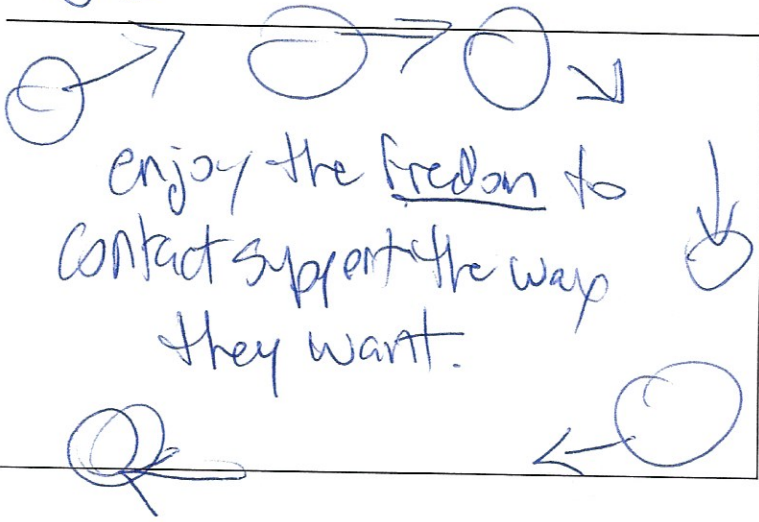 enjoy the fredom to
contact support the way
they want.